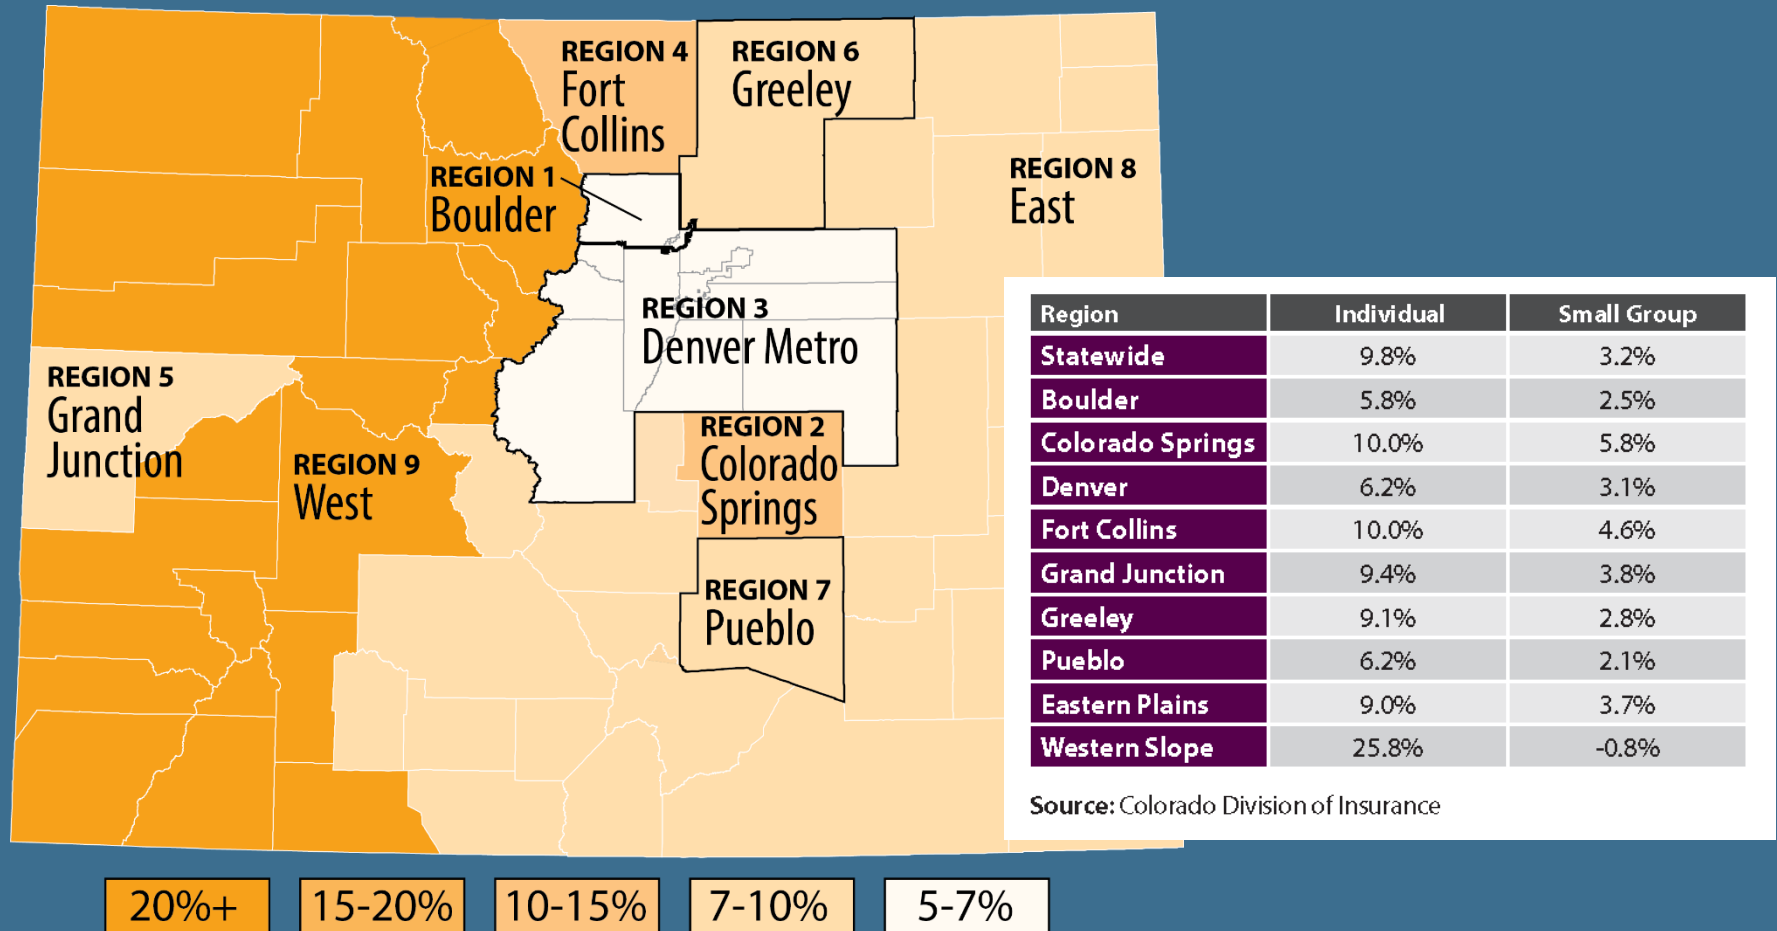 REGION 4
Fort
Collins
REGION 6
Greeley
REGION 1
Boulder
REGION 8
East
REGION 3
Denver Metro
REGION 5
Grand
Junction
REGION 9
West
REGION 2
Colorado
Springs
REGION 7
Pueblo
Region Individual Small Group
Statewide 9.8% 3.2%
Boulder 5.8% 2.5%
Colorado Springs 10.0% 5.8%
Denver 6.2% 3.1%
Fort Collins 10.0% 4.6%
Grand Junction 9.4% 3.8%
Greeley 9.1% 2.8%
Pueblo 6.2% 2.1%
Eastern Plains 9.0% 3.7%
Western Slope 25.8% -0.8%
Source: Colorado Division of Insurance
20%+ 15-20% 10-15% 7-10% 5-7%